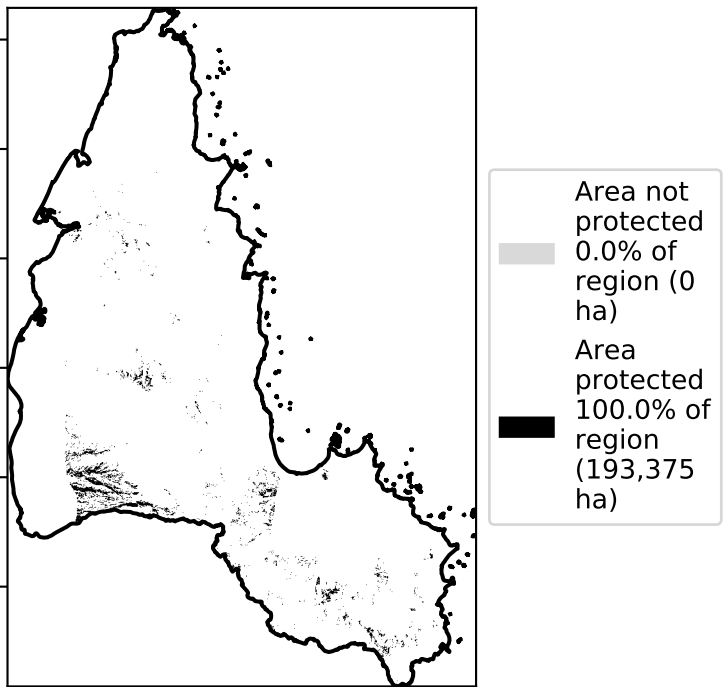 Area not
protected
0.0% of
region (0
ha)
Area
protected
100.0% of
region
(193,375
ha)